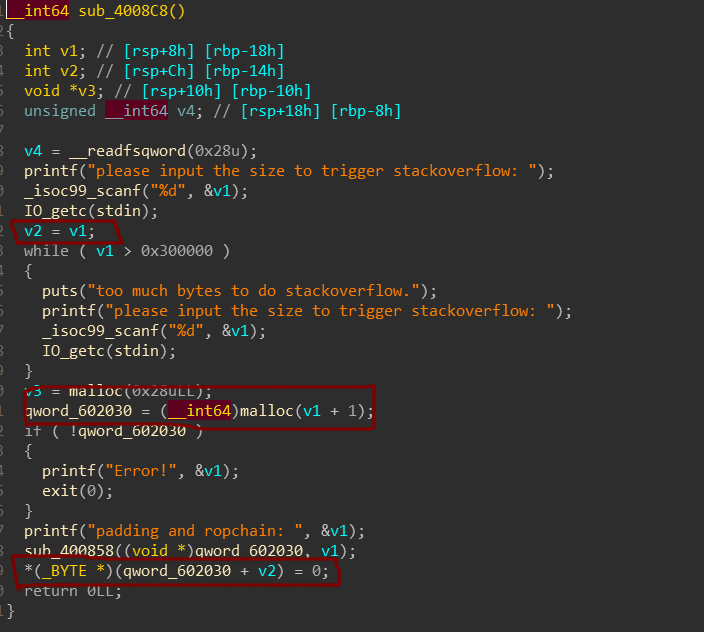 __int64 sub_4008C8()
{
int v1; // [rsp+8h] [rbp-18h]
int v2; // [rsp+Ch] [rbp-14h]
void *v3; // [rsp+10h] [rbp-10h]
unsigned __int64 v4; // [rsp+18h] [rbp-8h]
v4 = __readfsqword(0x28u);
printf("please input the size to trigger stackoverflow: ");
_isoc99_scanf("%d", &v1);
IO_getc(stdin);
v2 = v1;
while ( v1 > 0x300000 )
{
puts("too much bytes to do stackoverflow.");
printf("please input the size to trigger stackoverflow: ");
_isoc99_scanf("%d", &v1);
IO_getc(stdin);
}
v3 = malloc(0x28uLL);
qword_602030 = (__int64)malloc(v1 + 1);
if ( !qword_602030 )
{
printf("Error!", &v1);
exit(0);
}
printf("padding and ropchain: ", &v1);
sub_400858((void *)qword_602030, v1);
*(_BYTE *)(qword_602030 + v2) = 0;
return 0LL;
}